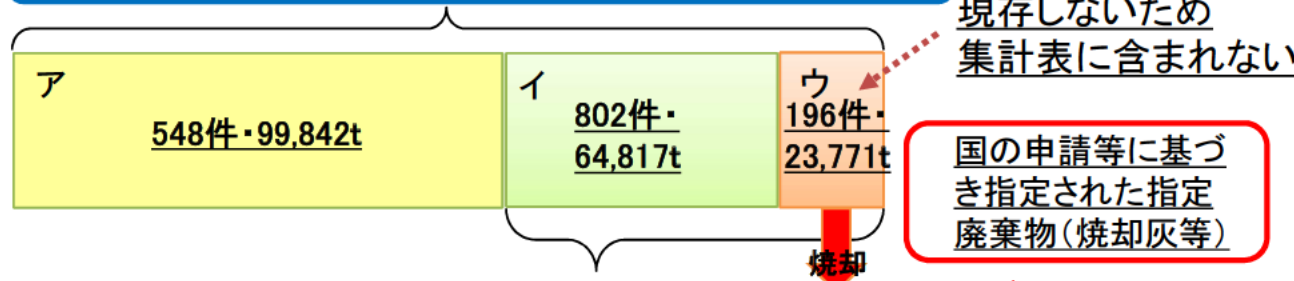 現存しないため
集計表に含まれない
ア
548件・99,842t
イ
802件・
64,817t
ウ
196件・
23,771t
国の申請等に基づ
き指定された指定
廃棄物（焼却灰等）
焼却